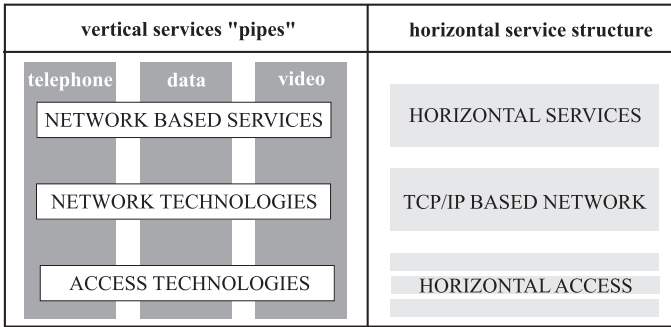 vertical services "pipes"
horizontal service structure
telephone data video
NETWORK BASED SERVICES
NETWORK TECHNOLOGIES
ACCESS TECHNOLOGIES
HORIZONTAL SERVICES
TCP/IP BASED NETWORK
HORIZONTAL ACCESS